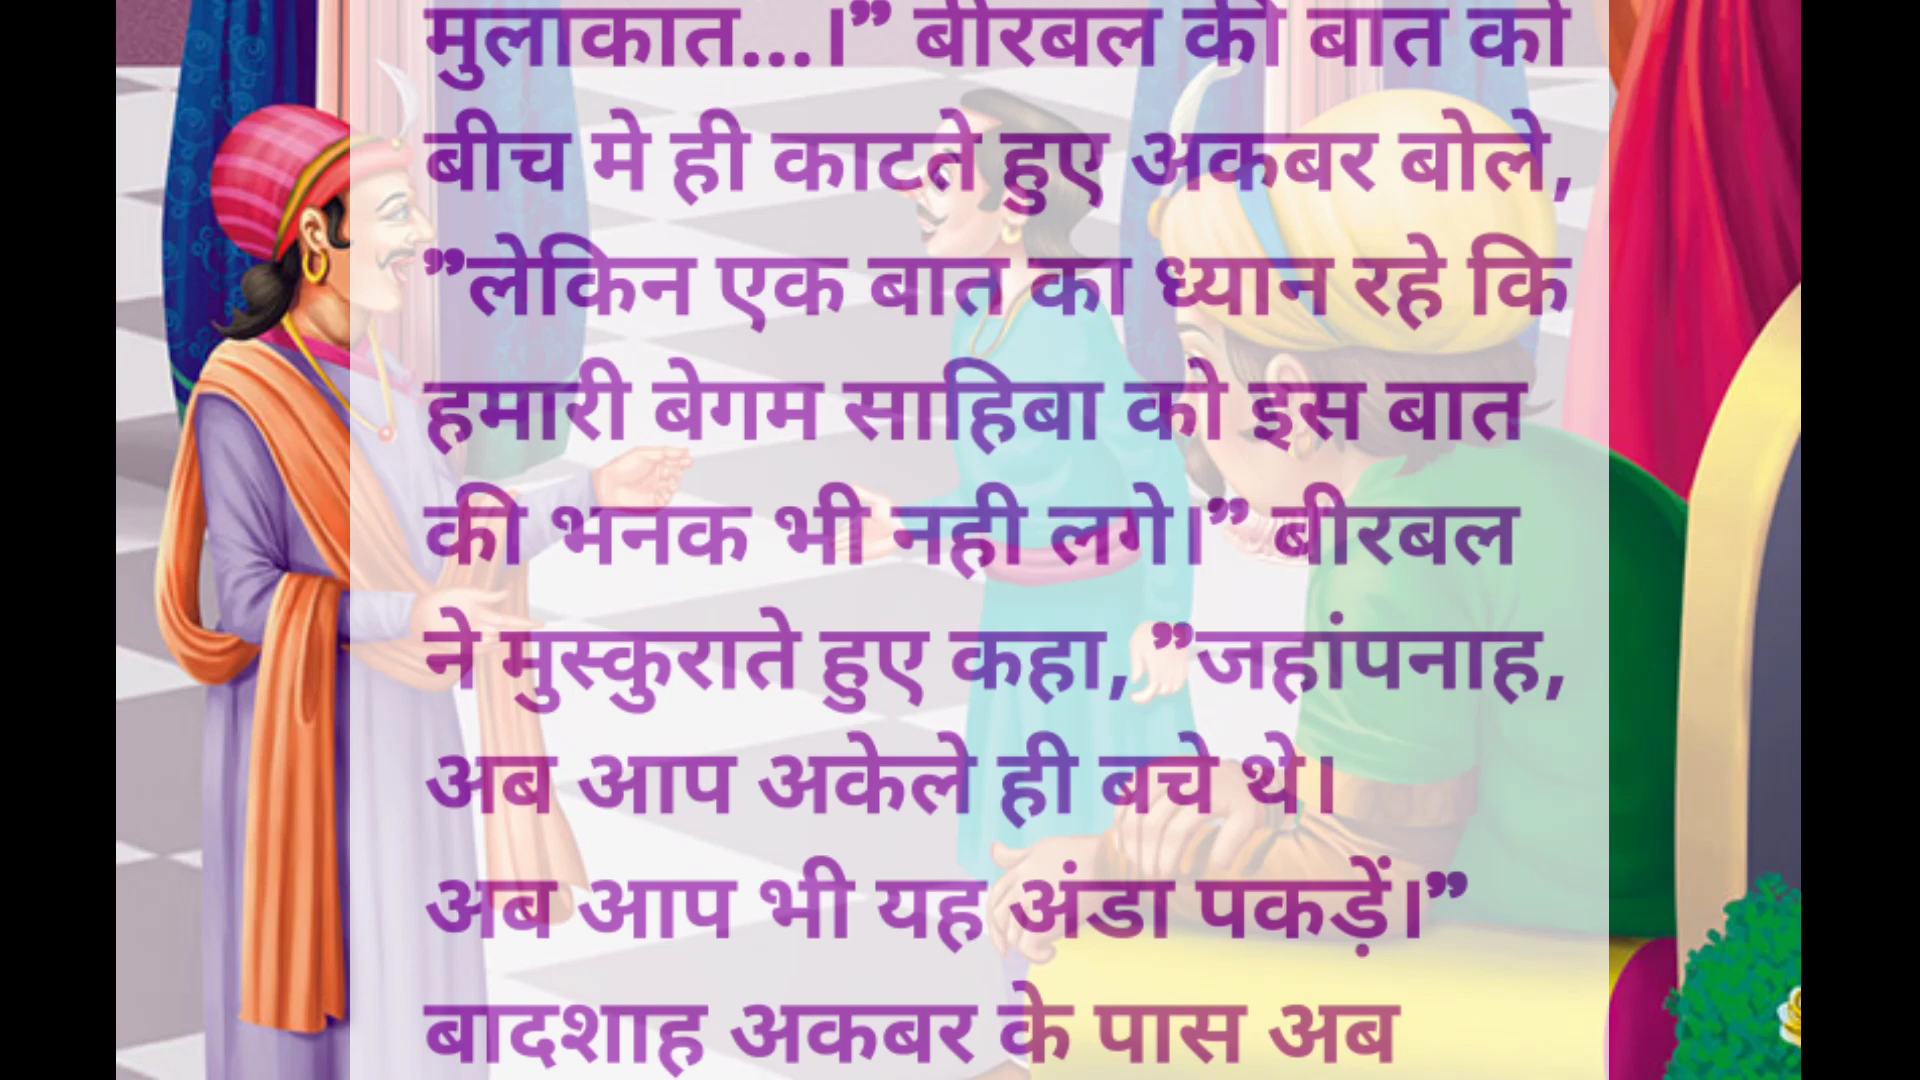 मुलाकात...।” बीरबल की बात को
बीच मे ही काटते हुए अकबर बोले,
”लेकिन एक बात का ध्यान रहे कि
हमारी बेगम साहिबा को इस बात
की भनक भी नही लगे।” बीरबल
ने मुस्कुराते हुए कहा, ”जहांपनाह,
अब आप अकेले ही बचे थे।
अब आप भी यह अंडा पकड़ें।”
बादशाह अकबर के पास अब